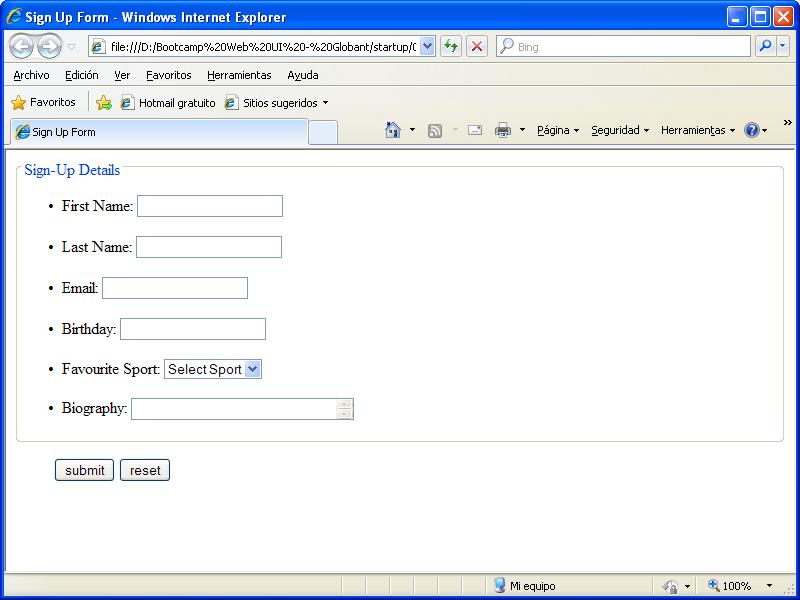 Sign Up Form - Windows Internet Explorer
file:///D:/Bootcamp%20Web%20UI%20-%20Globant/startup/0
Bing
Archivo Edición Ver Favoritos Herramientas Ayuda
Favoritos Hotmail gratuito Sitios sugeridos
Sign Up Form Página Seguridad Herramientas »
Sign-Up Details
• First Name:
• Last Name:
• Email:
• Birthday:
• Favourite Sport: Select Sport
• Biography:
submit reset
Mi equipo 100%